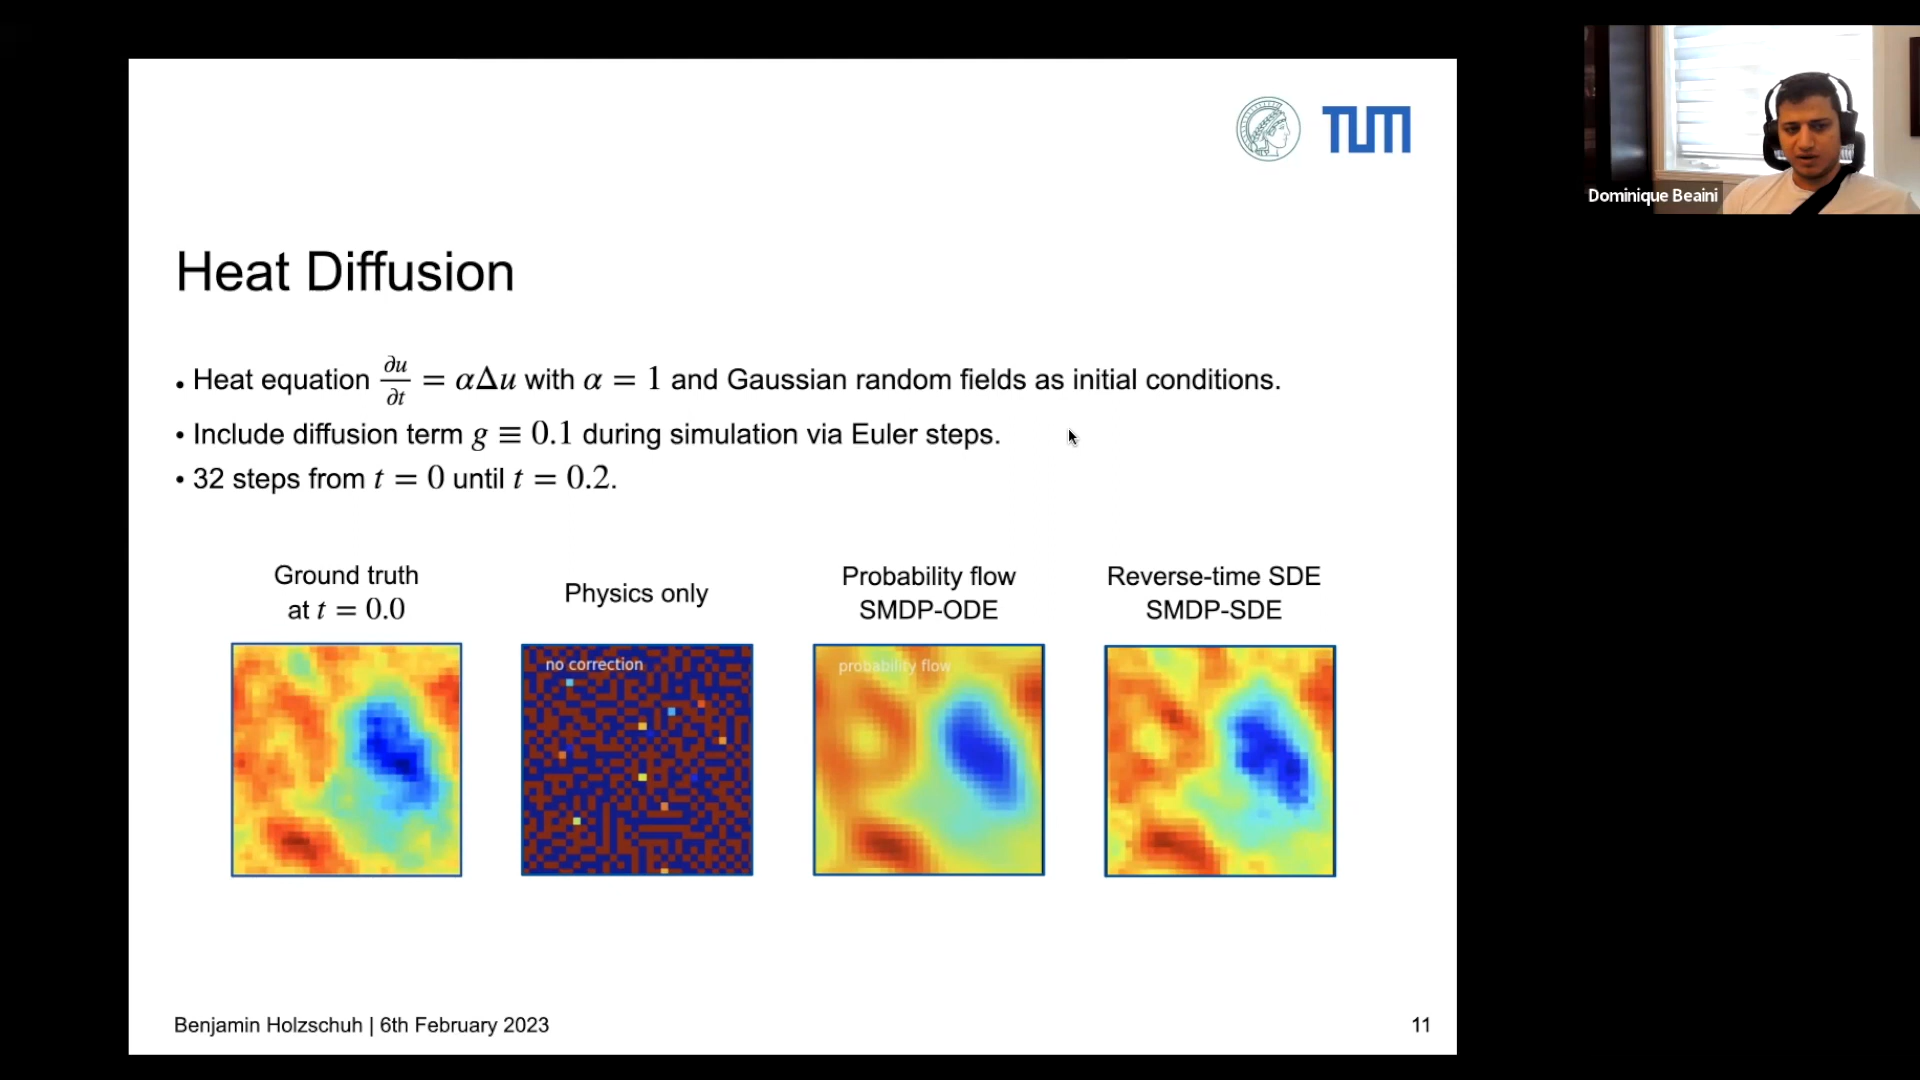 TUM
Dominique Beaini
Heat Diffusion
• Heat equation ∂u/∂t = αΔu with α = 1 and Gaussian random fields as initial conditions.
• Include diffusion term g ≡ 0.1 during simulation via Euler steps.
• 32 steps from t = 0 until t = 0.2.
Ground truth
at t = 0.0
Physics only
Probability flow
SMDP-ODE
Reverse-time SDE
SMDP-SDE
no correction
probability flow
Benjamin Holzschuh | 6th February 2023
11